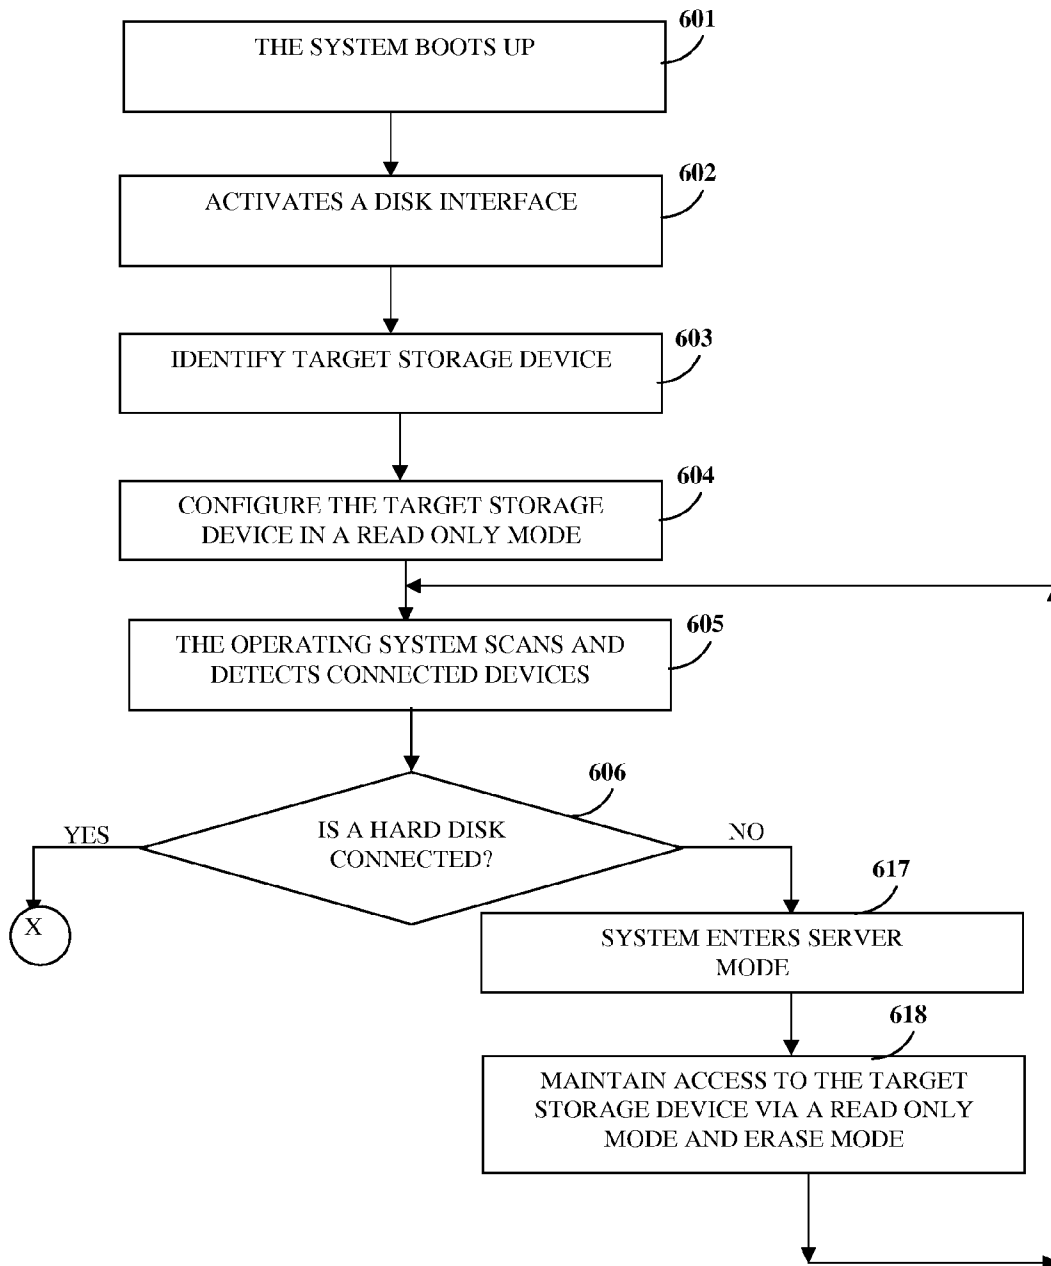 601
THE SYSTEM BOOTS UP
602
ACTIVATES A DISK INTERFACE
603
IDENTIFY TARGET STORAGE DEVICE
604
CONFIGURE THE TARGET STORAGE
DEVICE IN A READ ONLY MODE
605
THE OPERATING SYSTEM SCANS AND
DETECTS CONNECTED DEVICES
606
IS A HARD DISK
CONNECTED?
YES
NO
X
617
SYSTEM ENTERS SERVER
MODE
618
MAINTAIN ACCESS TO THE TARGET
STORAGE DEVICE VIA A READ ONLY
MODE AND ERASE MODE